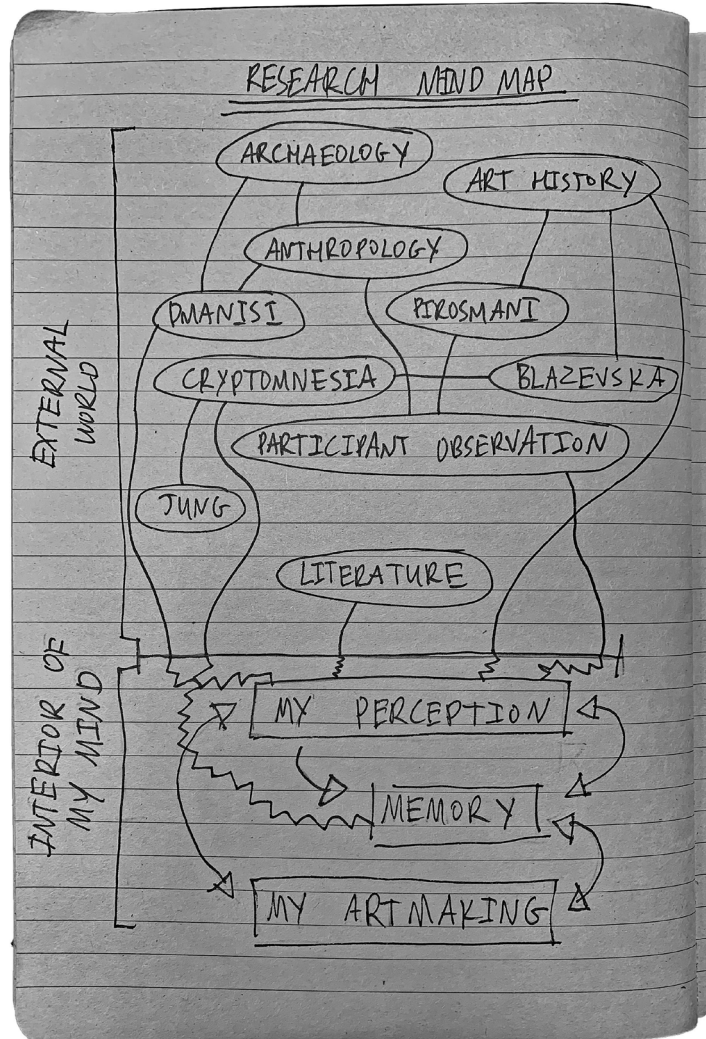 RESEARCH MIND MAP
ARCHAEOLOGY
ART HISTORY
ANTHROPOLOGY
DMANISI
PIROSMANI
CRYPTOMNESIA
BLAZEVSKA
PARTICIPANT OBSERVATION
JUNG
LITERATURE
EXTERNAL
WORLD
INTERIOR OF
MY MIND
MY PERCEPTION
MEMORY
MY ARTMAKING